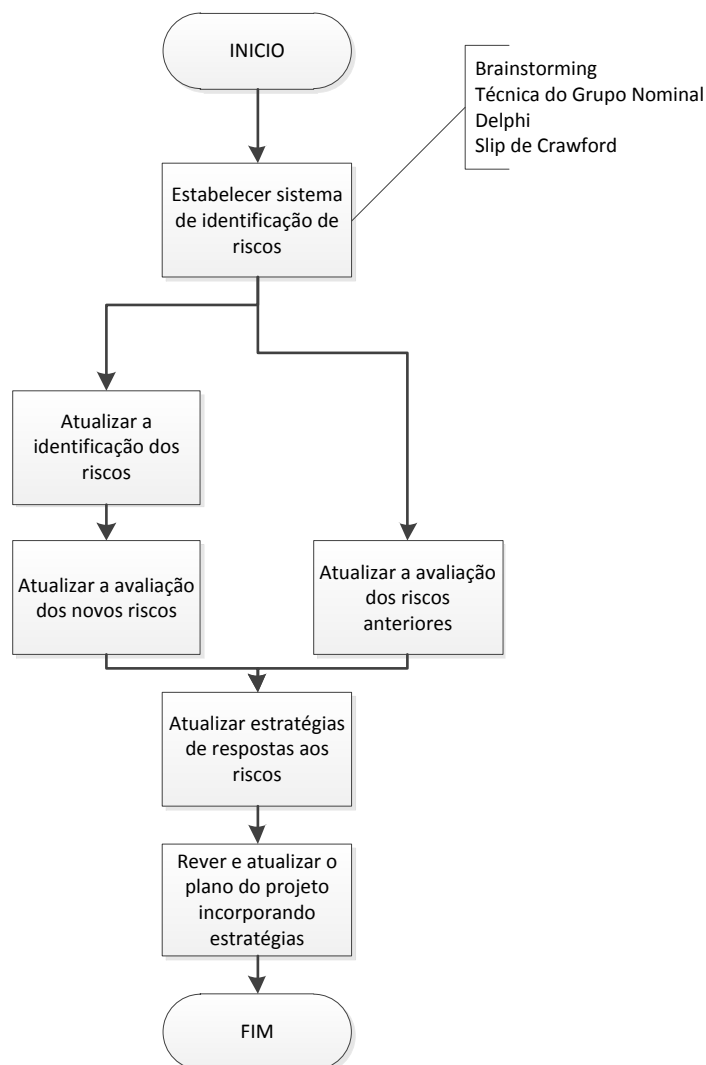 INICIO
Brainstorming
Técnica do Grupo Nominal
Delphi
Slip de Crawford
Estabelecer sistema
de identificação de
riscos
Atualizar a
identificação dos
riscos
Atualizar a avaliação
dos novos riscos
Atualizar a avaliação
dos riscos
anteriores
Atualizar estratégias
de respostas aos
riscos
Rever e atualizar o
plano do projeto
incorporando
estratégias
FIM